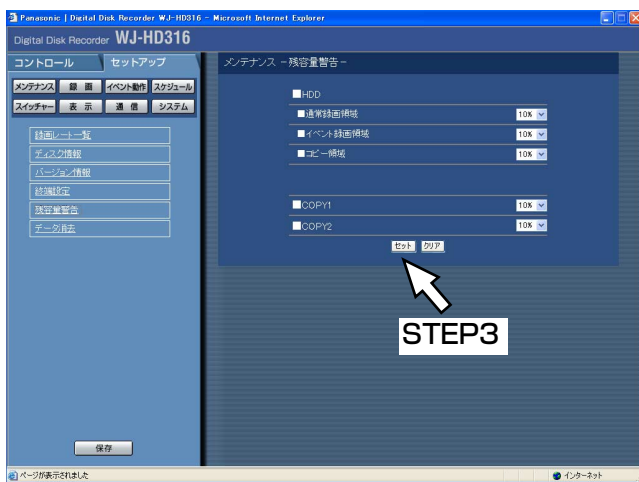 Panasonic | Digital Disk Recorder WJ-HD316 - Microsoft Internet Explorer
Digital Disk Recorder WJ-HD316
コントロール セットアップ
メンテナンス 録 画 イベント動作 スケジュール
スイッチャー 表 示 通 信 システム
録画レート一覧
ディスク情報
バージョン情報
終端設定
残容量警告
データ消去
保存
メンテナンス －残容量警告－
■HDD
■通常録画領域 10%
■イベント録画領域 10%
■コピー領域 10%
■COPY1 10%
■COPY2 10%
セット クリア
STEP3
ページが表示されました インターネット